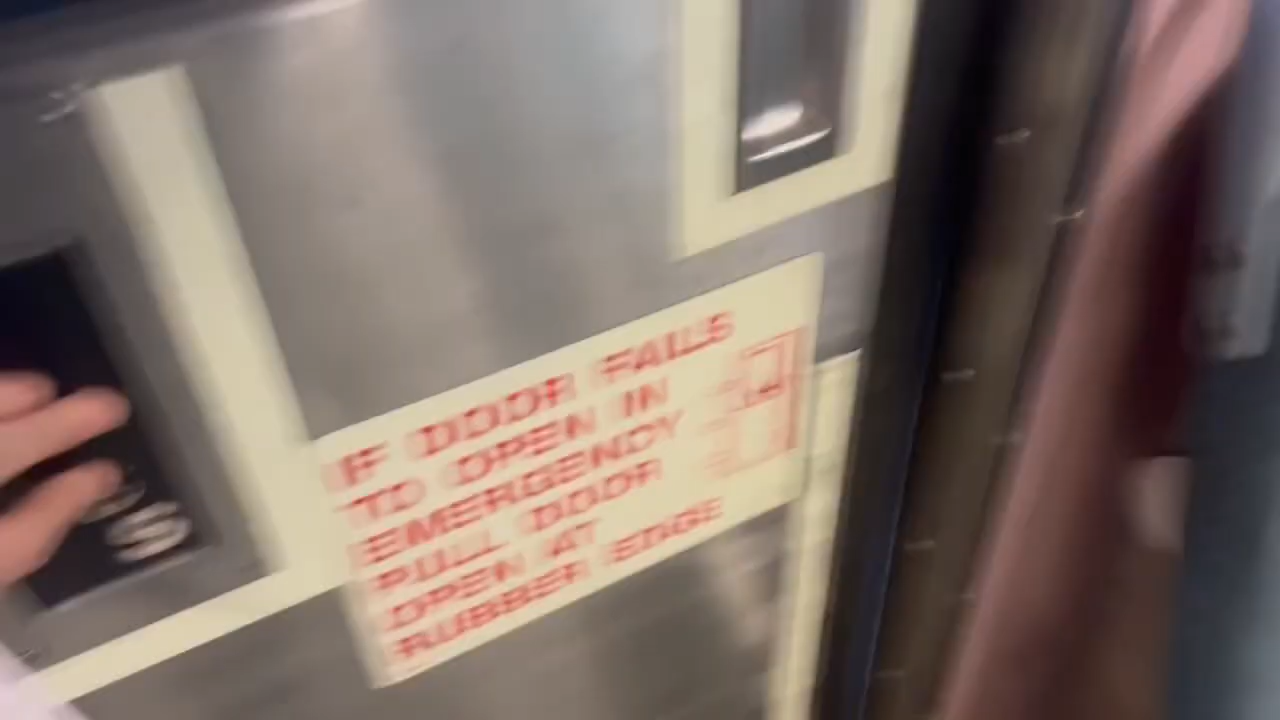 IF DOOR FAILS
TO OPEN IN
EMERGENCY
PULL DOOR
OPEN AT
RUBBER EDGE